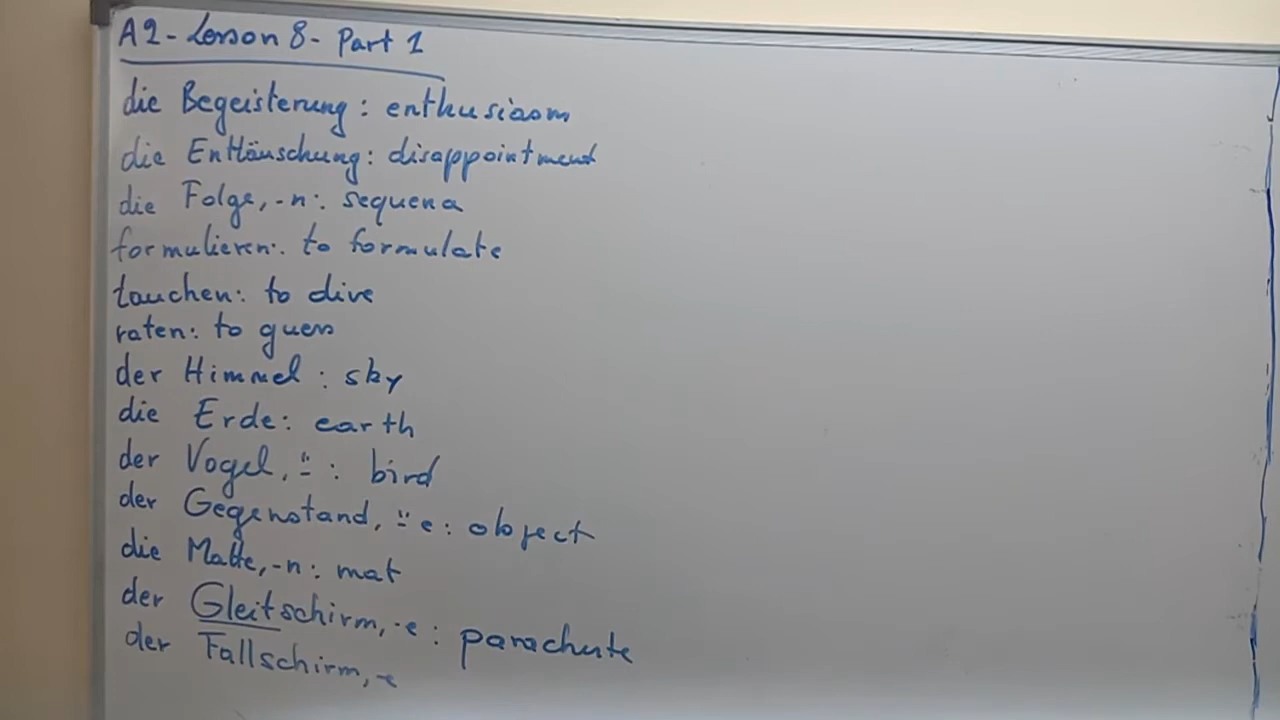 A2 - Lesson 8 - Part 1
die Begeisterung: enthusiasm
die Enttäuschung: disappointment
die Folge, -n: sequence
formulieren: to formulate
tauchen: to dive
raten: to guess
der Himmel: sky
die Erde: earth
der Vogel, ⸚: bird
der Gegenstand, ⸚e: object
die Matte, -n: mat
der Gleitschirm, -e: parachute
der Fallschirm, -e